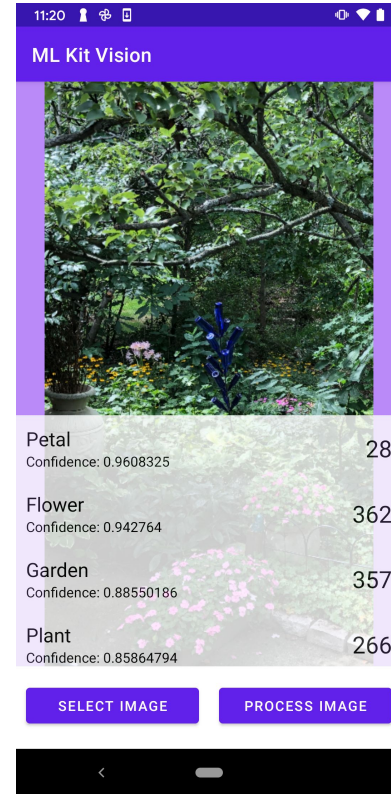 11:20
ML Kit Vision
Petal
Confidence: 0.9608325
28
Flower
Confidence: 0.942764
362
Garden
Confidence: 0.88550186
357
Plant
Confidence: 0.85864794
266
SELECT IMAGE
PROCESS IMAGE